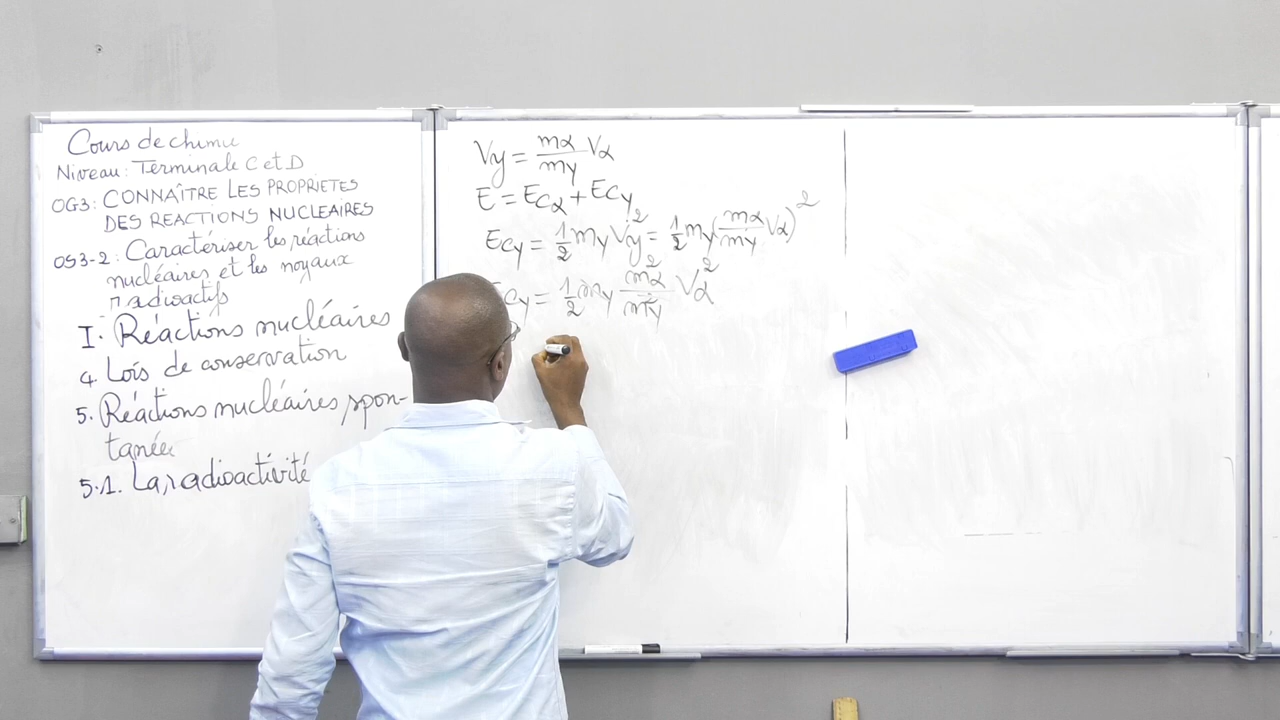 Cours de chimie
Niveau : Terminale C et D
OG3 : CONNAÎTRE LES PROPRIETES
DES REACTIONS NUCLEAIRES
OS3-2 : Caractériser les réactions
nucléaires et les noyaux
radioactifs
I. Réactions nucléaires
4. Lois de conservation
5. Réactions nucléaires spon-
tanée
5.1. La radioactivité
Vy = mα/my Vα
E = Ecα + Ecy
Ecy = 1/2 my Vy² = 1/2 my (mα/my Vα)²
Ecy = 1/2 my mα²/my² Vα²